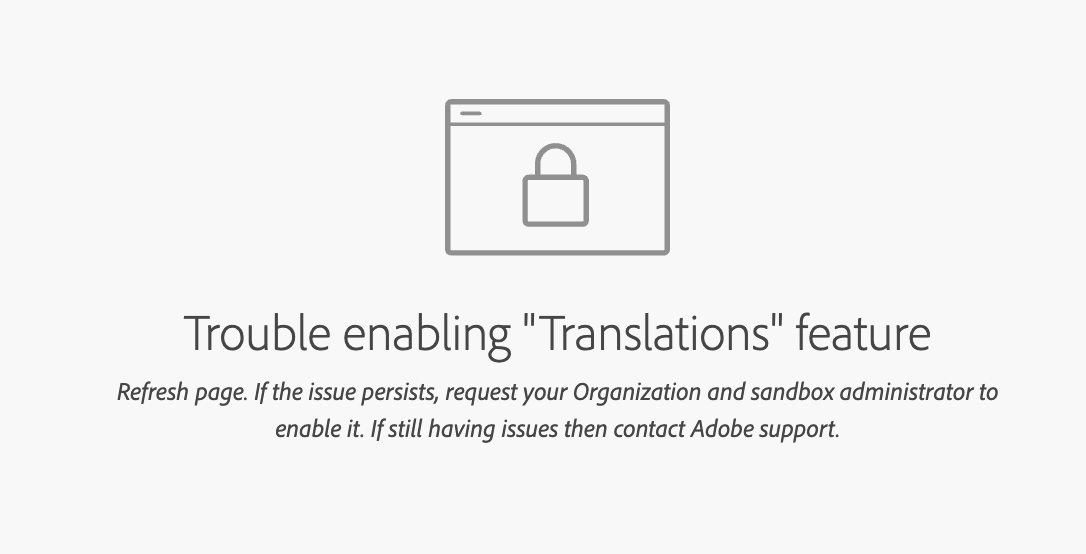 Trouble enabling "Translations" feature
Refresh page. If the issue persists, request your Organization and sandbox administrator to
enable it. If still having issues then contact Adobe support.